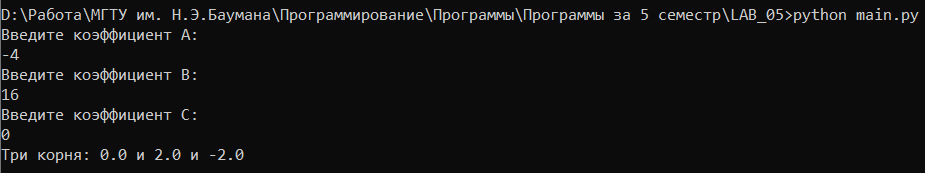 D:\Работа\МГТУ им. Н.Э.Баумана\Программирование\Программы\Программы за 5 семестр\LAB_05>python main.py
Введите коэффициент A:
-4
Введите коэффициент B:
16
Введите коэффициент C:
0
Три корня: 0.0 и 2.0 и -2.0